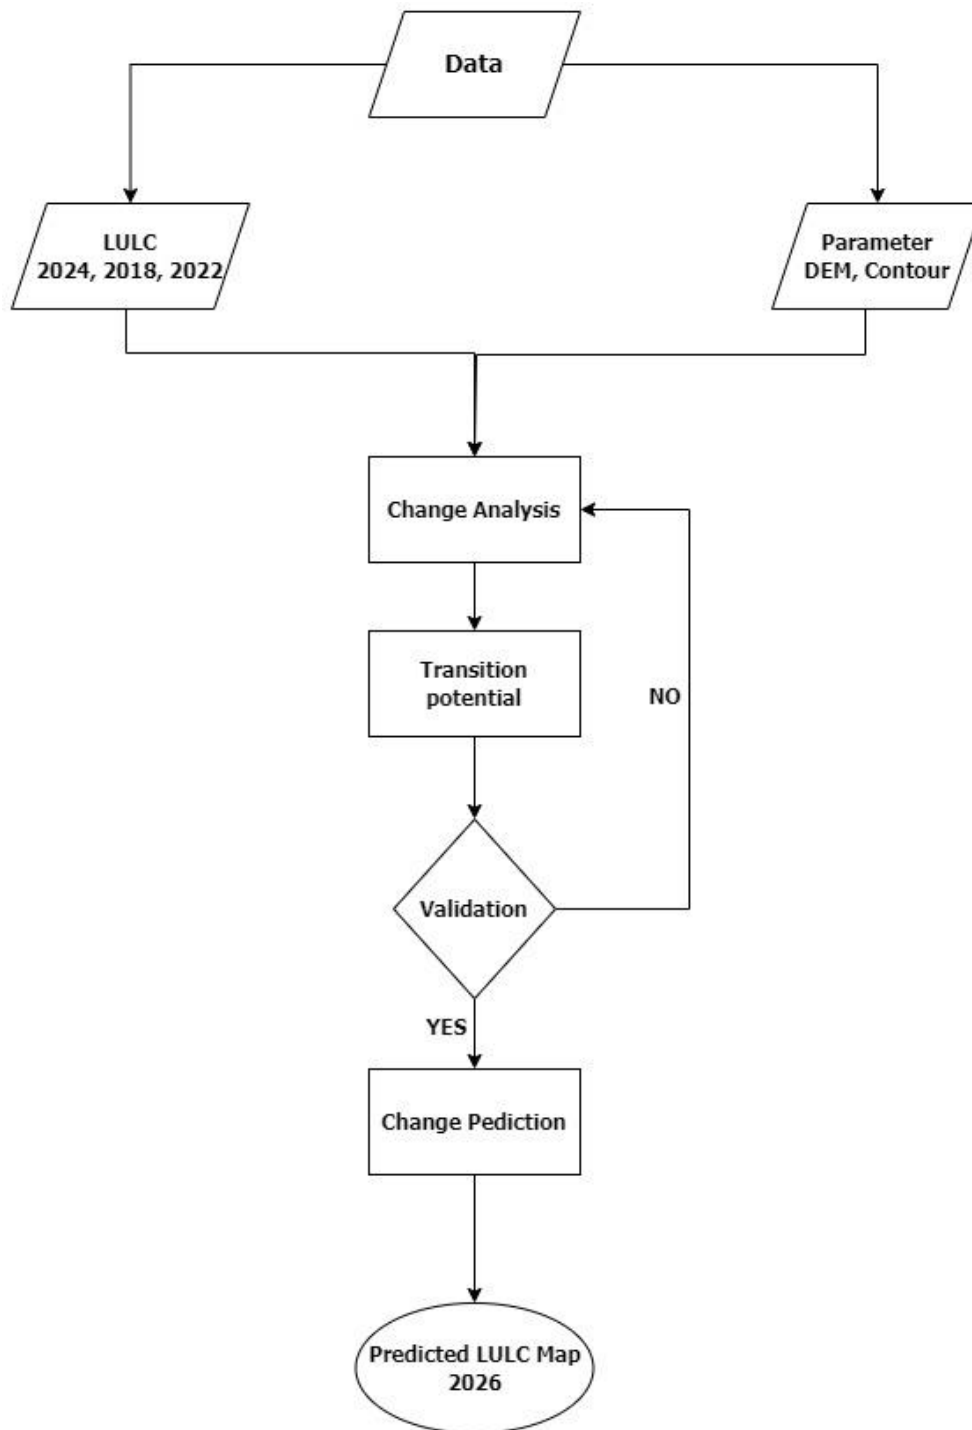 Data
LULC
2024, 2018, 2022
Parameter
DEM, Contour
Change Analysis
Transition
potential
NO
Validation
YES
Change Pediction
Predicted LULC Map
2026